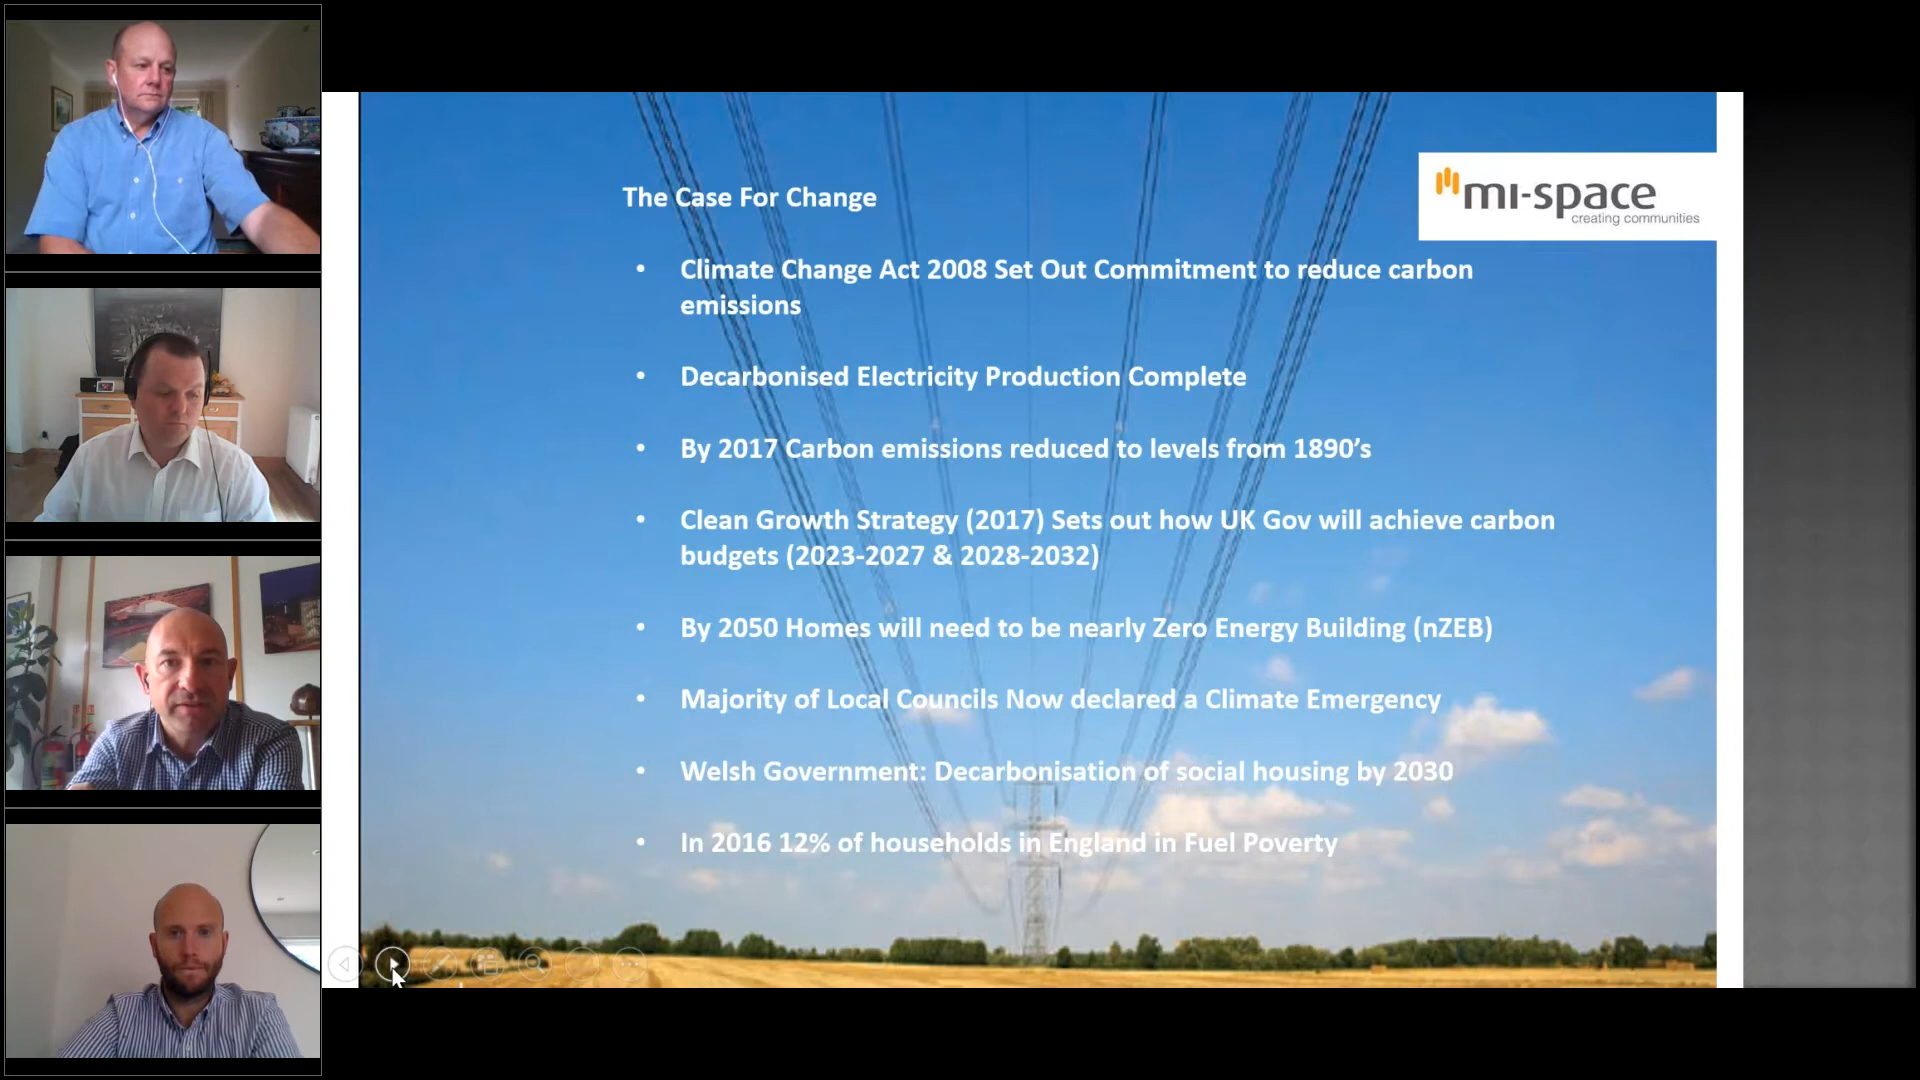 The Case For Change
mi-space
creating communities
• Climate Change Act 2008 Set Out Commitment to reduce carbon
emissions
• Decarbonised Electricity Production Complete
• By 2017 Carbon emissions reduced to levels from 1890’s
• Clean Growth Strategy (2017) Sets out how UK Gov will achieve carbon
budgets (2023-2027 & 2028-2032)
• By 2050 Homes will need to be nearly Zero Energy Building (nZEB)
• Majority of Local Councils Now declared a Climate Emergency
• Welsh Government: Decarbonisation of social housing by 2030
• In 2016 12% of households in England in Fuel Poverty